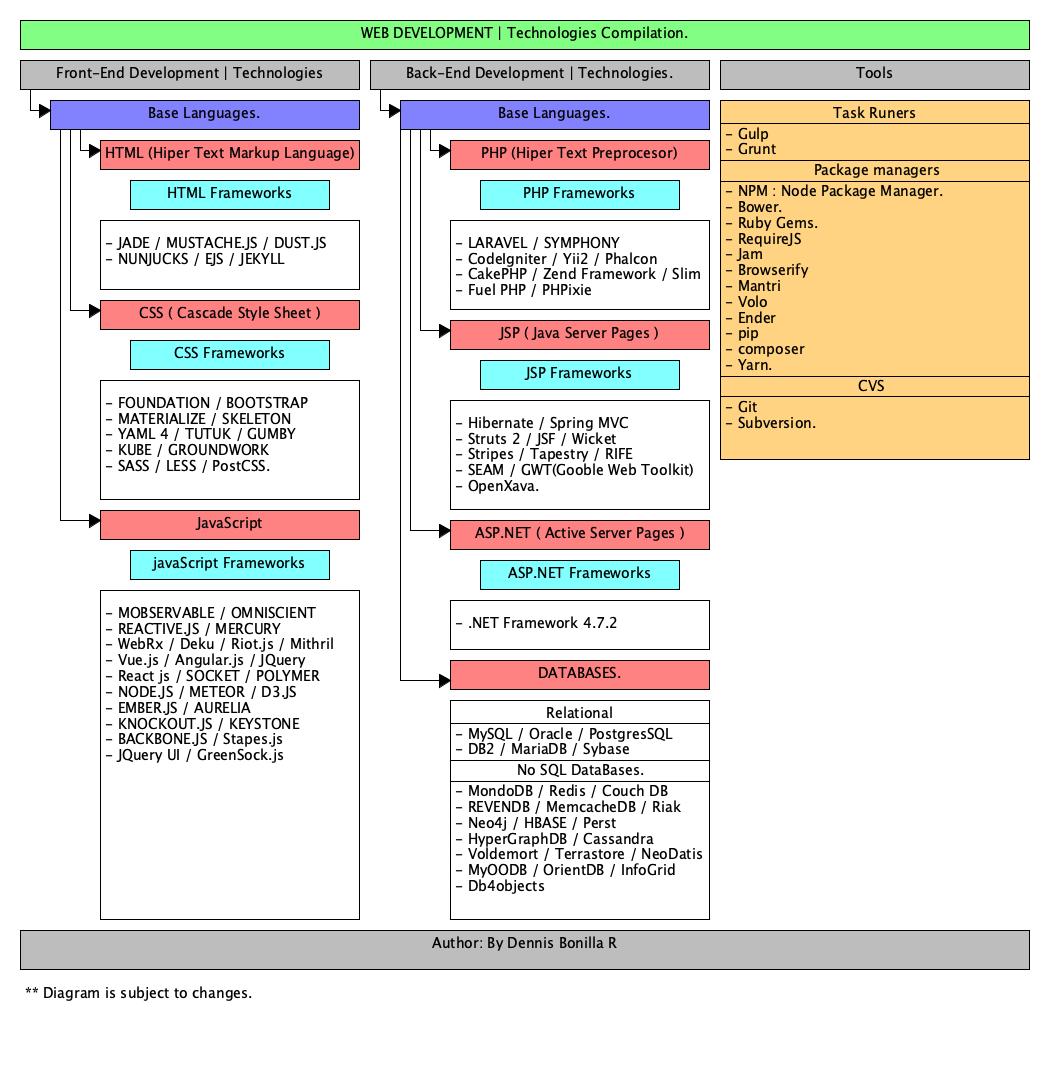 WEB DEVELOPMENT | Technologies Compilation.
Front-End Development | Technologies
Base Languages.
HTML (Hiper Text Markup Language)
HTML Frameworks
- JADE / MUSTACHE.JS / DUST.JS
- NUNJUCKS / EJS / JEKYLL
CSS ( Cascade Style Sheet )
CSS Frameworks
- FOUNDATION / BOOTSTRAP
- MATERIALIZE / SKELETON
- YAML 4 / TUTUK / GUMBY
- KUBE / GROUNDWORK
- SASS / LESS / PostCSS.
JavaScript
javaScript Frameworks
- MOBSERVABLE / OMNISCIENT
- REACTIVE.JS / MERCURY
- WebRx / Deku / Riot.js / Mithril
- Vue.js / Angular.js / JQuery
- React js / SOCKET / POLYMER
- NODE.JS / METEOR / D3.JS
- EMBER.JS / AURELIA
- KNOCKOUT.JS / KEYSTONE
- BACKBONE.JS / Stapes.js
- JQuery UI / GreenSock.js
Back-End Development | Technologies.
Base Languages.
PHP (Hiper Text Preprocesor)
PHP Frameworks
- LARAVEL / SYMPHONY
- CodeIgniter / Yii2 / Phalcon
- CakePHP / Zend Framework / Slim
- Fuel PHP / PHPixie
JSP ( Java Server Pages )
JSP Frameworks
- Hibernate / Spring MVC
- Struts 2 / JSF / Wicket
- Stripes / Tapestry / RIFE
- SEAM / GWT(Gooble Web Toolkit)
- OpenXava.
ASP.NET ( Active Server Pages )
ASP.NET Frameworks
- .NET Framework 4.7.2
DATABASES.
Relational
- MySQL / Oracle / PostgresSQL
- DB2 / MariaDB / Sybase
No SQL DataBases.
- MondoDB / Redis / Couch DB
- REVENDB / MemcacheDB / Riak
- Neo4j / HBASE / Perst
- HyperGraphDB / Cassandra
- Voldemort / Terrastore / NeoDatis
- MyOODB / OrientDB / InfoGrid
- Db4objects
Tools
Task Runers
- Gulp
- Grunt
Package managers
- NPM : Node Package Manager.
- Bower.
- Ruby Gems.
- RequireJS
- Jam
- Browserify
- Mantri
- Volo
- Ender
- pip
- composer
- Yarn.
CVS
- Git
- Subversion.
Author: By Dennis Bonilla R
** Diagram is subject to changes.